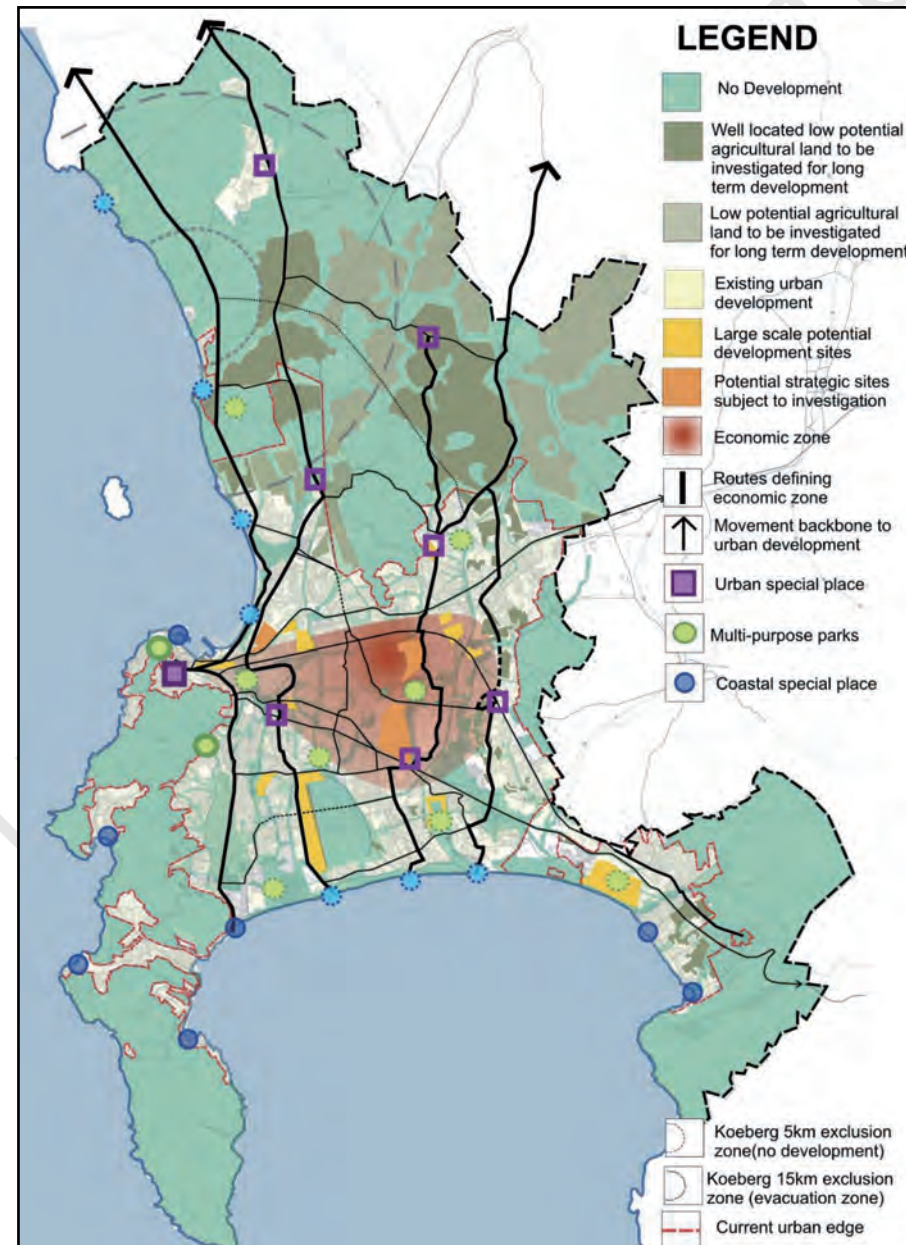 LEGEND
No Development
Well located low potential
agricultural land to be
investigated for long
term development
Low potential agricultural
land to be investigated
for long term development
Existing urban
development
Large scale potential
development sites
Potential strategic sites
subject to investigation
Economic zone
Routes defining
economic zone
Movement backbone to
urban development
Urban special place
Multi-purpose parks
Coastal special place
Koeberg 5km exclusion
zone(no development)
Koeberg 15km exclusion
zone (evacuation zone)
Current urban edge